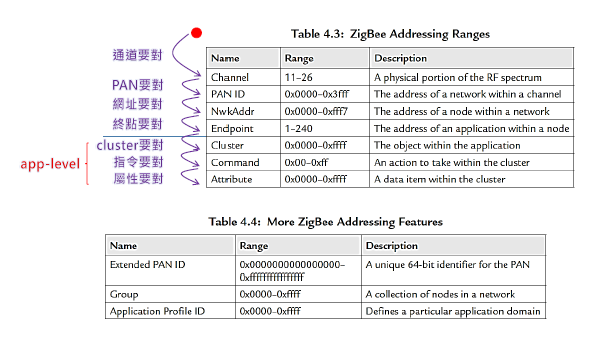 Table 4.3: ZigBee Addressing Ranges
Name Range Description
通道要對 Channel 11–26 A physical portion of the RF spectrum
PAN要對 PAN ID 0x0000–0x3fff The address of a network within a channel
網址要對 NwkAddr 0x0000–0xfff7 The address of a node within a network
終點要對 Endpoint 1–240 The address of an application within a node
cluster要對 Cluster 0x0000–0xffff The object within the application
app-level 指令要對 Command 0x00–0xff An action to take within the cluster
屬性要對 Attribute 0x0000–0xffff A data item within the cluster
Table 4.4: More ZigBee Addressing Features
Name Range Description
Extended PAN ID 0x0000000000000000– A unique 64-bit identifier for the PAN
0xffffffffffffffff
Group 0x0000–0xffff A collection of nodes in a network
Application Profile ID 0x0000–0xffff Defines a particular application domain